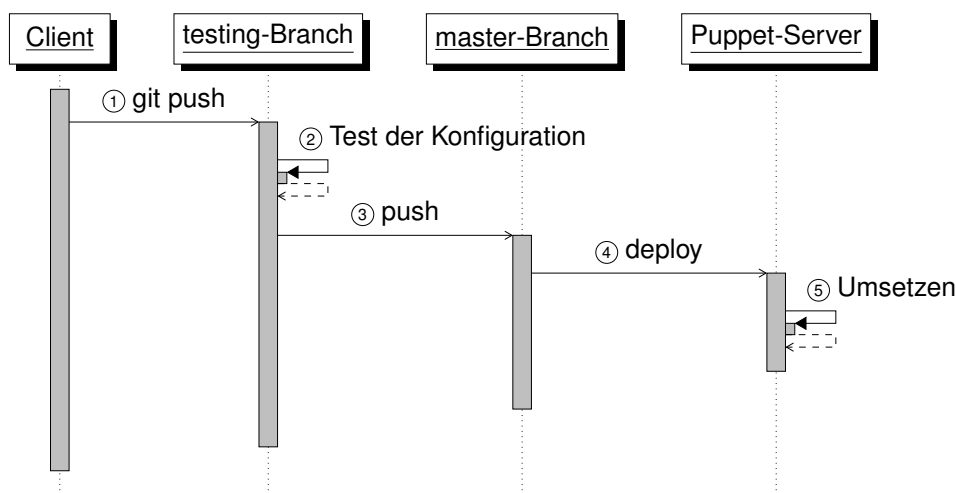 Client
testing-Branch
master-Branch
Puppet-Server
1 git push
2 Test der Konfiguration
3 push
4 deploy
5 Umsetzen